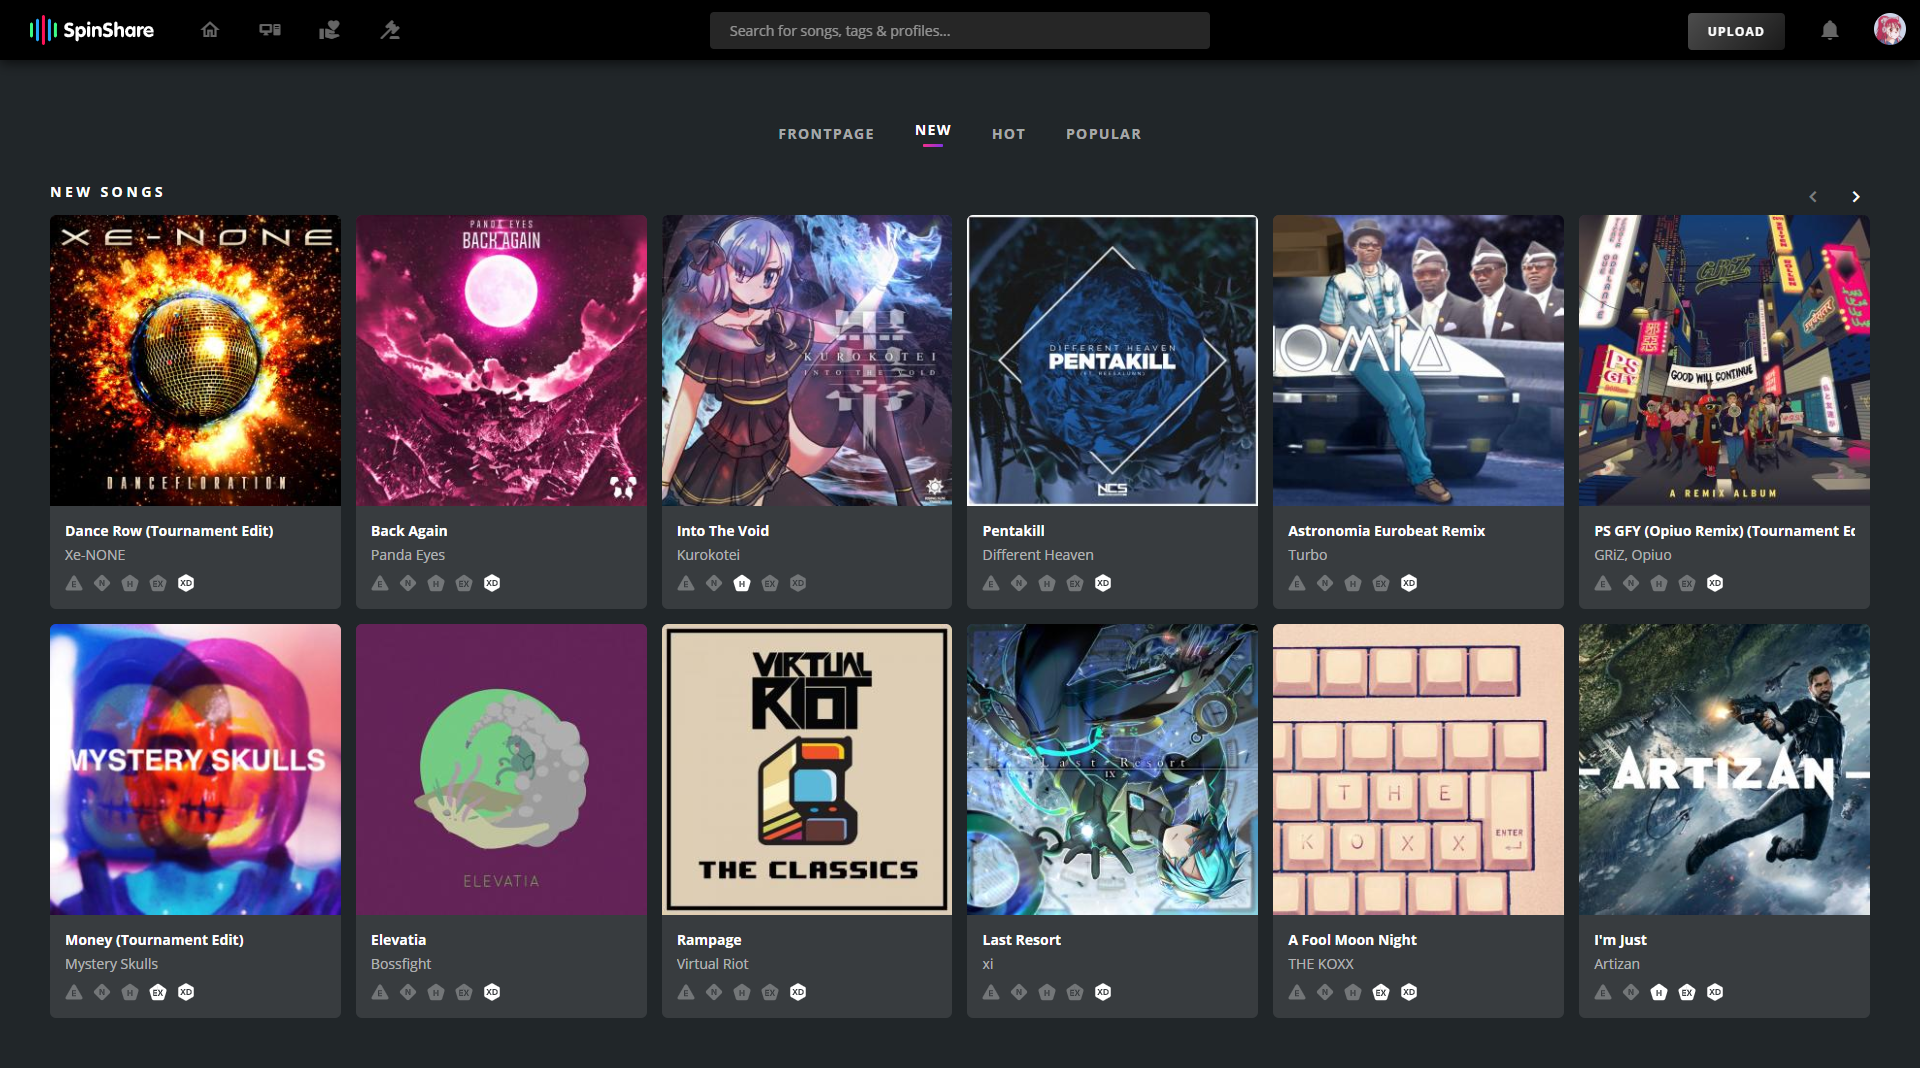 SpinShare
Search for songs, tags & profiles...
UPLOAD
FRONTPAGE
NEW
HOT
POPULAR
NEW SONGS
XE-NONE
DANCEFLORATION
Dance Row (Tournament Edit)
Xe-NONE
E N H EX XD
PANDA EYES
BACK AGAIN
Back Again
Panda Eyes
E N H EX XD
KUROKOTEI
INTO THE VOID
Into The Void
Kurokotei
E N H EX XD
DIFFERENT HEAVEN
PENTAKILL
NCS
Pentakill
Different Heaven
E N H EX XD
OMIA
Astronomia Eurobeat Remix
Turbo
E N H EX XD
GRiZ
PS
GFY
GOOD WILL CONTINUE
A REMIX ALBUM
PS GFY (Opiuo Remix) (Tournament Ed
GRiZ, Opiuo
E N H EX XD
MYSTERY SKULLS
Money (Tournament Edit)
Mystery Skulls
E N H EX XD
ELEVATIA
Elevatia
Bossfight
E N H EX XD
VIRTUAL
RIOT
THE CLASSICS
Rampage
Virtual Riot
E N H EX XD
Last Resort
Last Resort
xi
E N H EX XD
THE
KOXX
ENTER
A Fool Moon Night
THE KOXX
E N H EX XD
ARTIZAN
I'm Just
Artizan
E N H EX XD